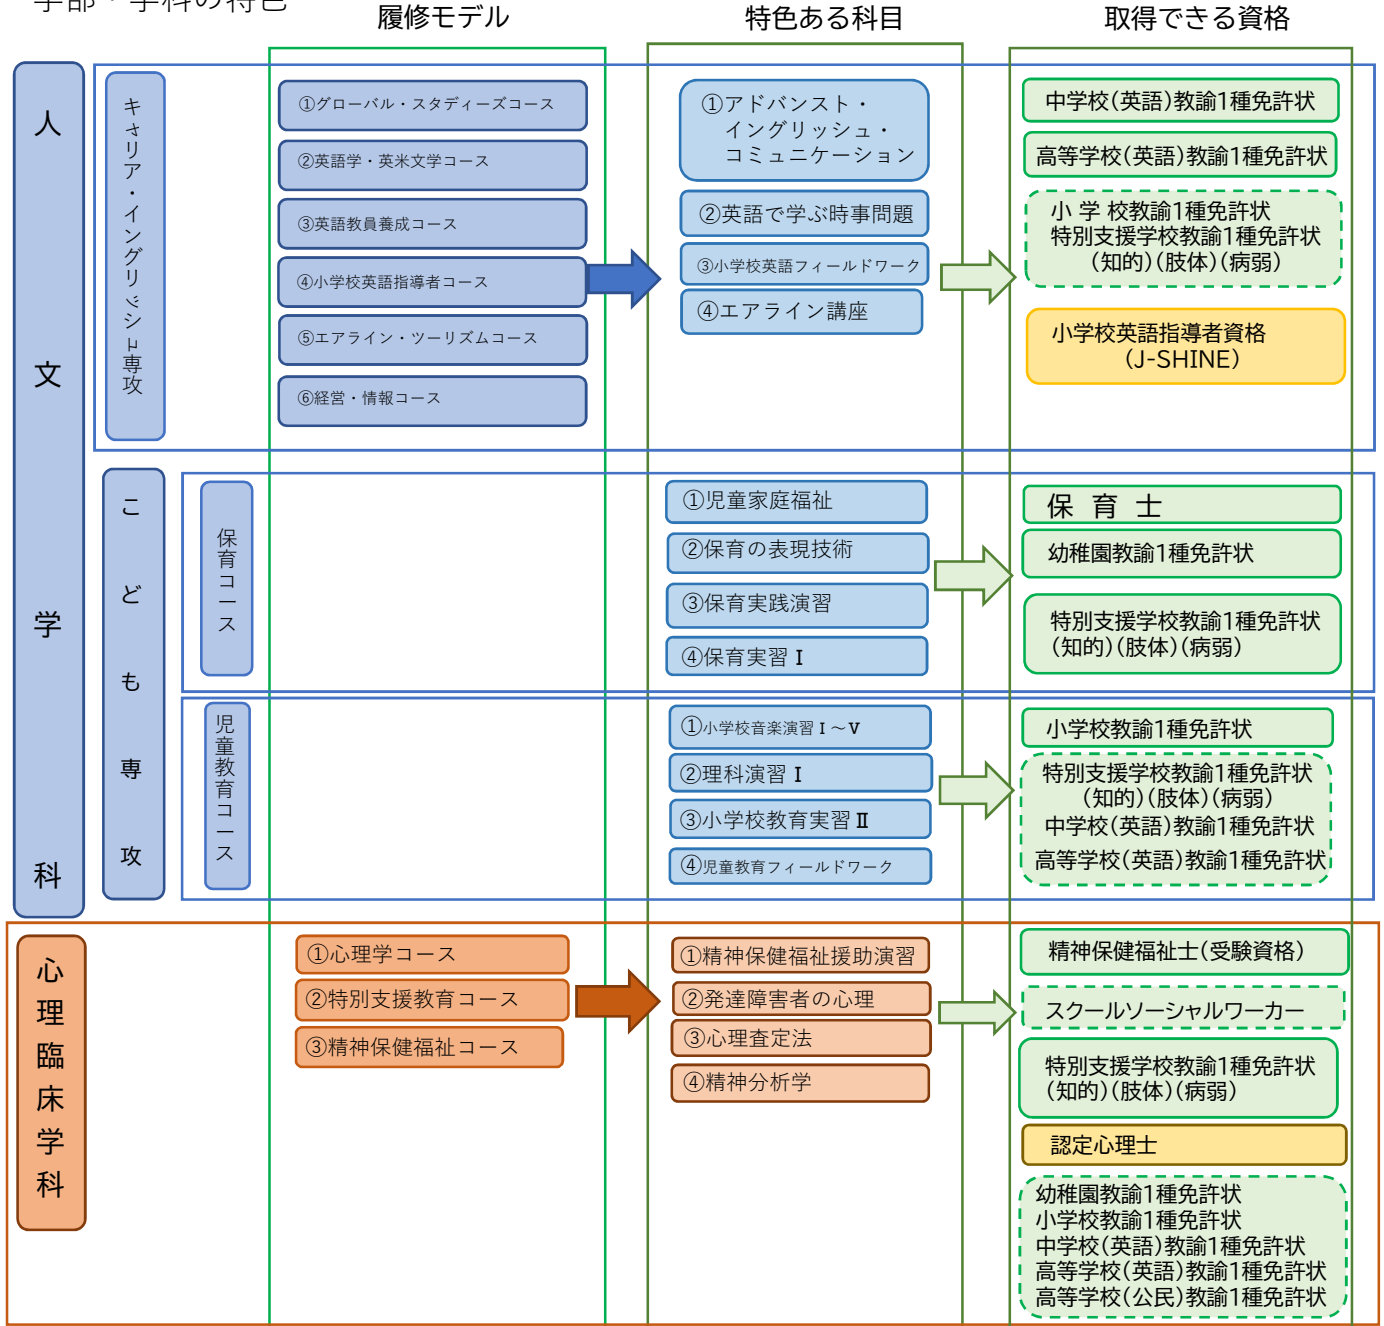 学部・学科の特色
履修モデル
特色ある科目
取得できる資格
人文学科
キャリア・イングリッシュ専攻
①グローバル・スタディーズコース
②英語学・英米文学コース
③英語教員養成コース
④小学校英語指導者コース
⑤エアライン・ツーリズムコース
⑥経営・情報コース
①アドバンスト・
イングリッシュ・
コミュニケーション
②英語で学ぶ時事問題
③小学校英語フィールドワーク
④エアライン講座
中学校(英語)教諭1種免許状
高等学校(英語)教諭1種免許状
小 学 校教諭1種免許状
特別支援学校教諭1種免許状
(知的)(肢体)(病弱)
小学校英語指導者資格
(J-SHINE)
こども専攻
保育コース
①児童家庭福祉
②保育の表現技術
③保育実践演習
④保育実習Ⅰ
保 育 士
幼稚園教諭1種免許状
特別支援学校教諭1種免許状
(知的)(肢体)(病弱)
児童教育コース
①小学校音楽演習Ⅰ～Ⅴ
②理科演習Ⅰ
③小学校教育実習Ⅱ
④児童教育フィールドワーク
小学校教諭1種免許状
特別支援学校教諭1種免許状
(知的)(肢体)(病弱)
中学校(英語)教諭1種免許状
高等学校(英語)教諭1種免許状
心理臨床学科
①心理学コース
②特別支援教育コース
③精神保健福祉コース
①精神保健福祉援助演習
②発達障害者の心理
③心理査定法
④精神分析学
精神保健福祉士(受験資格)
スクールソーシャルワーカー
特別支援学校教諭1種免許状
(知的)(肢体)(病弱)
認定心理士
幼稚園教諭1種免許状
小学校教諭1種免許状
中学校(英語)教諭1種免許状
高等学校(英語)教諭1種免許状
高等学校(公民)教諭1種免許状